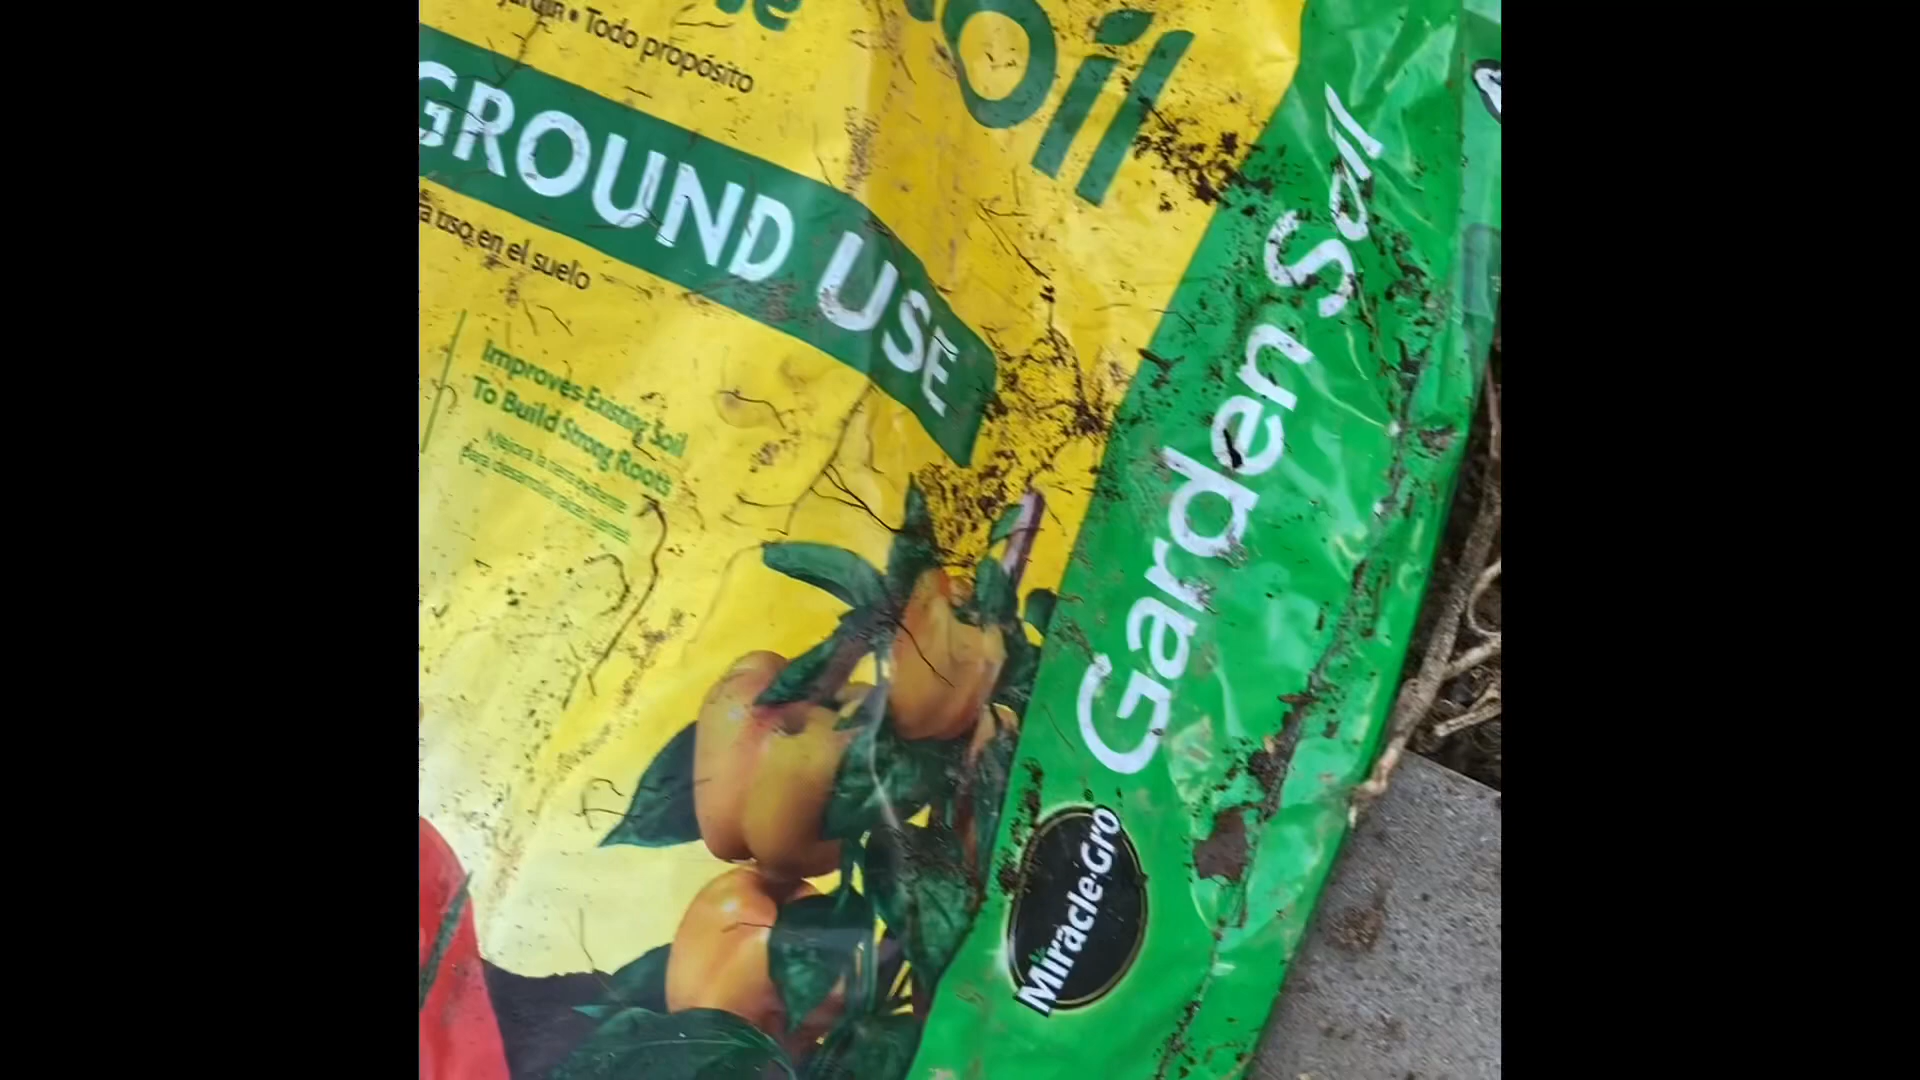 Todo propósito
oil
GROUND USE
uso en el suelo
Improves Existing Soil
To Build Strong Roots
Garden Soil
Miracle-Gro